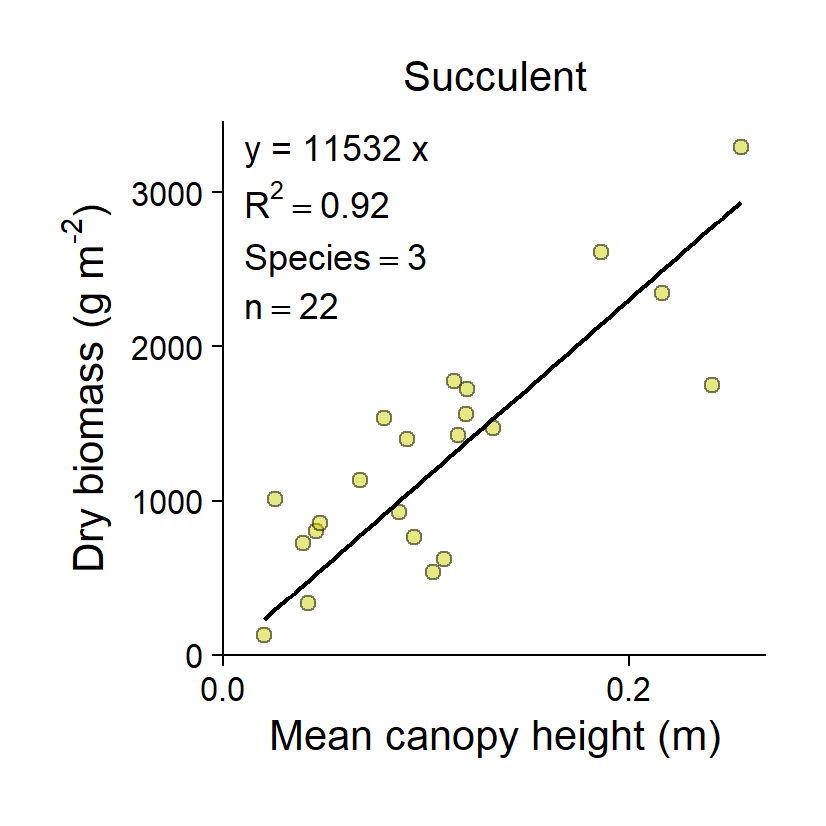 Succulent
y = 11532 x
R² = 0.92
Species = 3
n = 22
3000
2000
1000
0
0.0
0.2
Dry biomass (g m⁻²)
Mean canopy height (m)